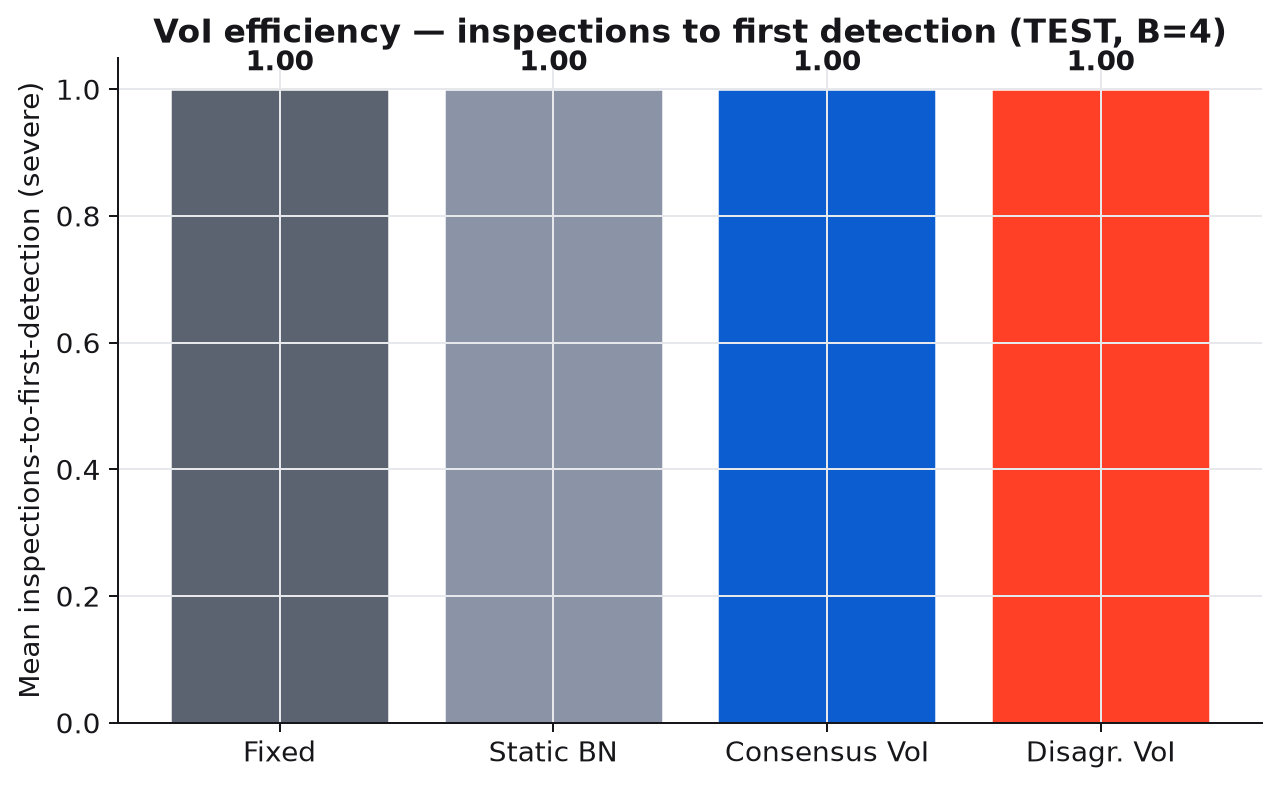 VoI efficiency — inspections to first detection (TEST, B=4)
1.00 1.00 1.00 1.00
Mean inspections-to-first-detection (severe)
1.0
0.8
0.6
0.4
0.2
0.0
Fixed Static BN Consensus VoI Disagr. VoI